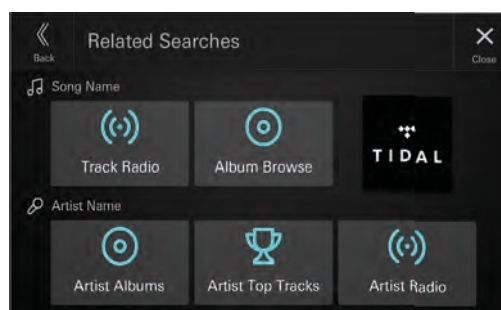 Related Searches
Back
Close
Song Name
Track Radio
Album Browse
TIDAL
Artist Name
Artist Albums
Artist Top Tracks
Artist Radio